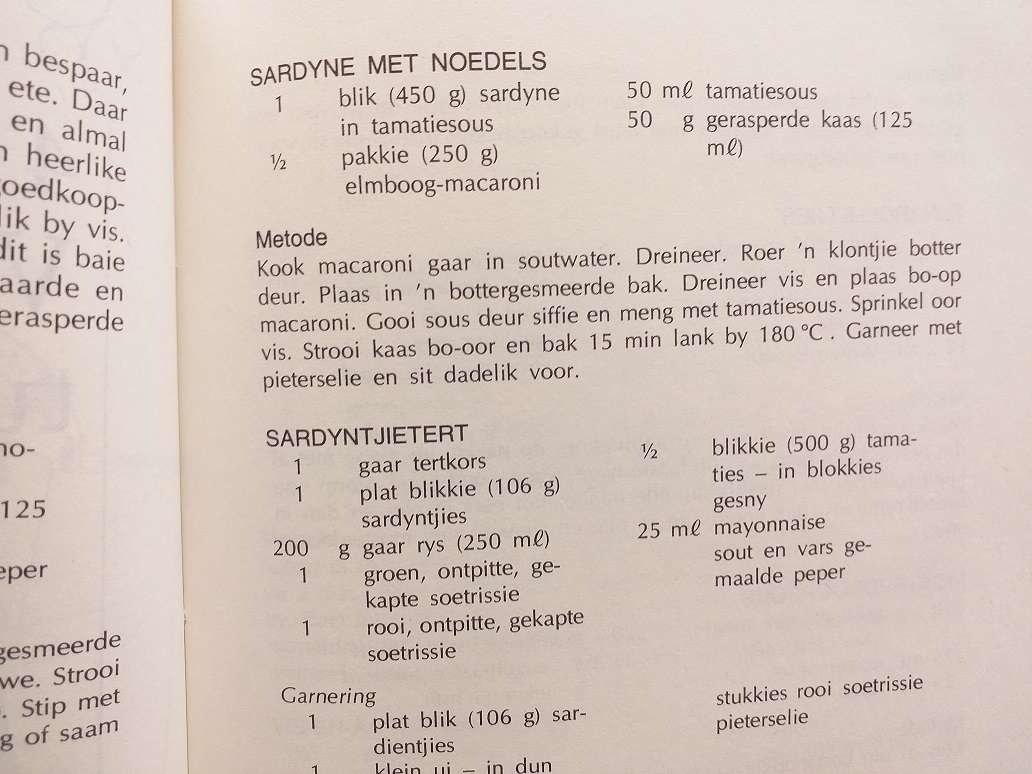 bespaar,
ete. Daar
en almal
heerlike
oedkoop-
lik by vis.
dit is baie
aarde en
erasperde
125
eper
gesmeerde
we. Strooi
. Stip met
g of saam
SARDYNE MET NOEDELS
1 blik (450 g) sardyne
in tamatiesous
½ pakkie (250 g)
elmboog-macaroni
50 mℓ tamatiesous
50 g gerasperde kaas (125
mℓ)
Metode
Kook macaroni gaar in soutwater. Dreineer. Roer 'n klontjie botter
deur. Plaas in 'n bottergesmeerde bak. Dreineer vis en plaas bo-op
macaroni. Gooi sous deur siffie en meng met tamatiesous. Sprinkel oor
vis. Strooi kaas bo-oor en bak 15 min lank by 180 °C. Garneer met
pieterselie en sit dadelik voor.
SARDYNTJIETERT
1 gaar tertkors
1 plat blikkie (106 g)
sardyntjies
200 g gaar rys (250 mℓ)
1 groen, ontpitte, ge-
kapte soetrissie
1 rooi, ontpitte, gekapte
soetrissie
½ blikkie (500 g) tama-
ties – in blokkies
gesny
25 mℓ mayonnaise
sout en vars ge-
maalde peper
Garnering
1 plat blik (106 g) sar-
dientjies
1 klein ui – in dun
stukkies rooi soetrissie
pieterselie